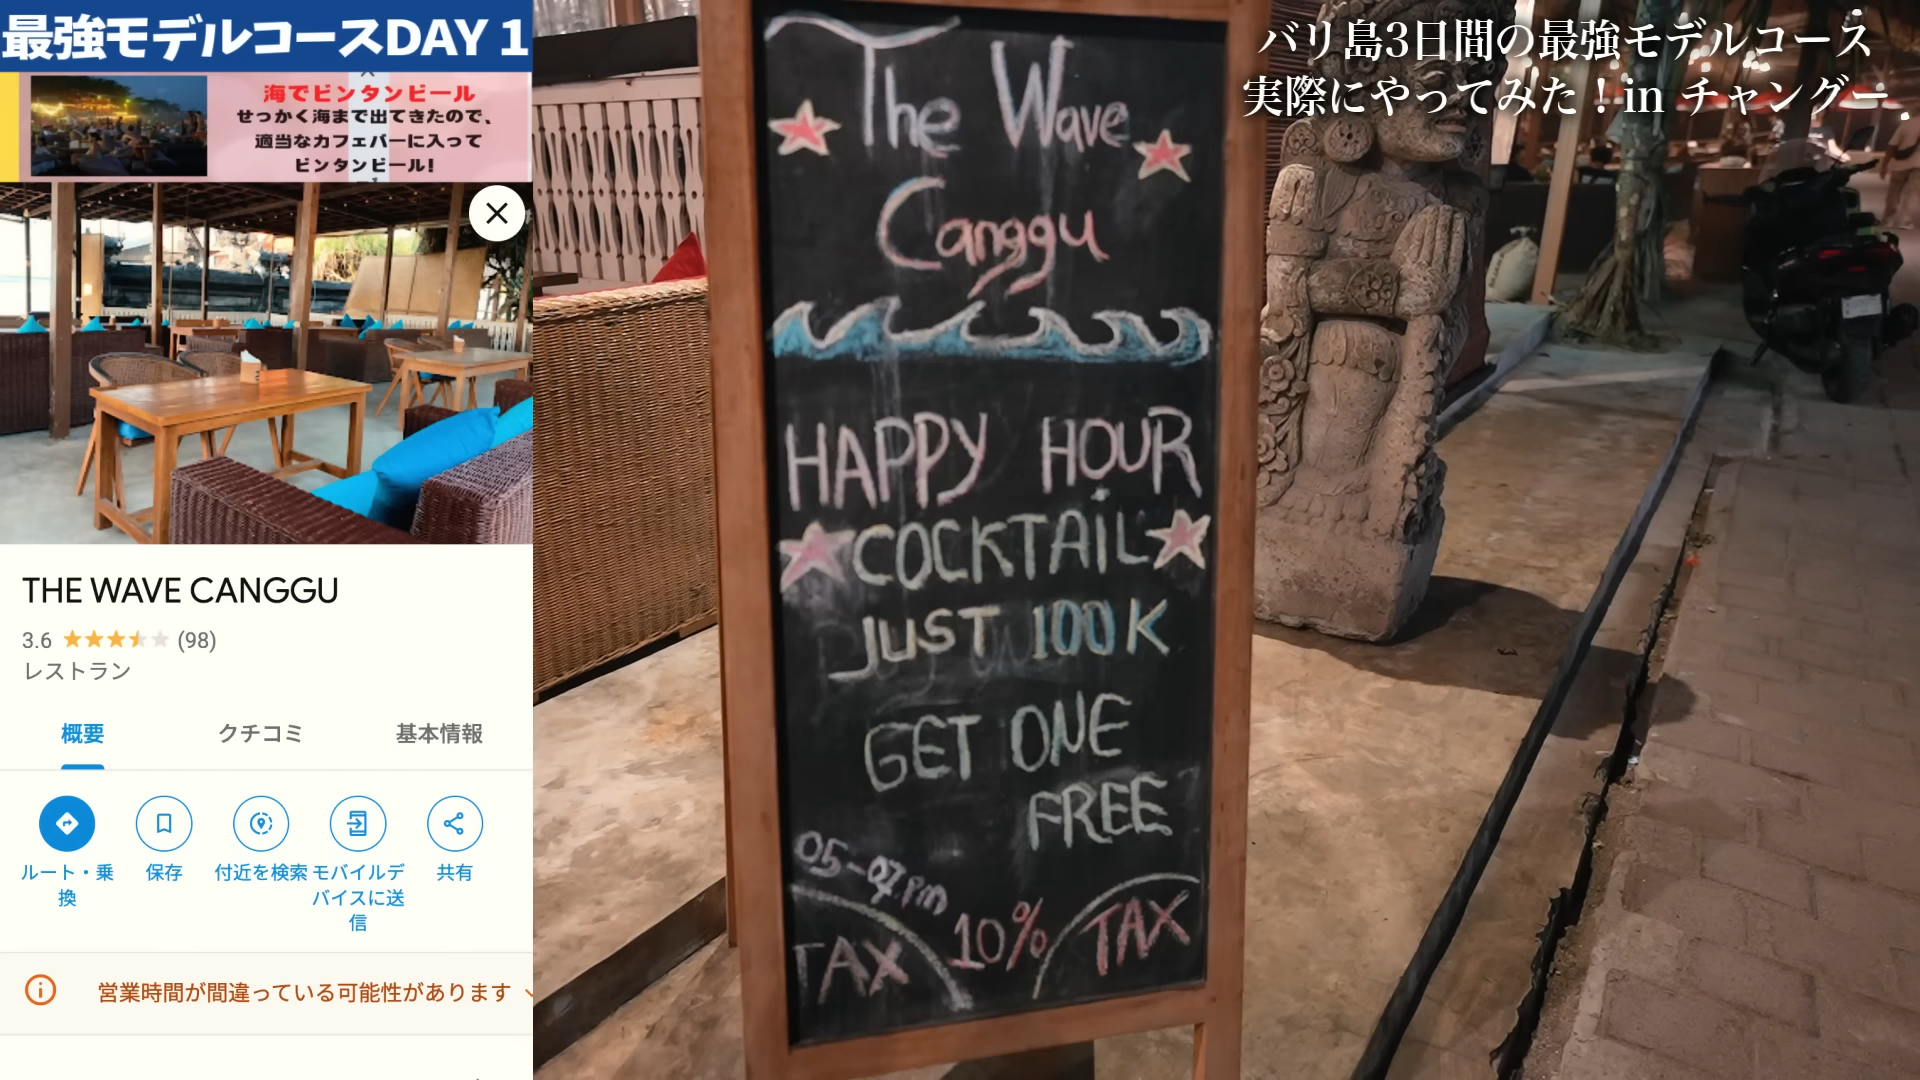 最強モデルコースDAY 1
海でビンタンビール
せっかく海まで出てきたので、
適当なカフェバーに入って
ビンタンビール!
THE WAVE CANGGU
3.6 (98)
レストラン
概要 クチコミ 基本情報
ルート・乗換
保存
付近を検索
モバイルデバイスに送信
共有
営業時間が間違っている可能性があります
バリ島3日間の最強モデルコース
実際にやってみた！in チャングー
The Wave
Canggu
HAPPY HOUR
COCKTAIL
JUST 100K
GET ONE
FREE
05-07.pm
TAX 10% TAX